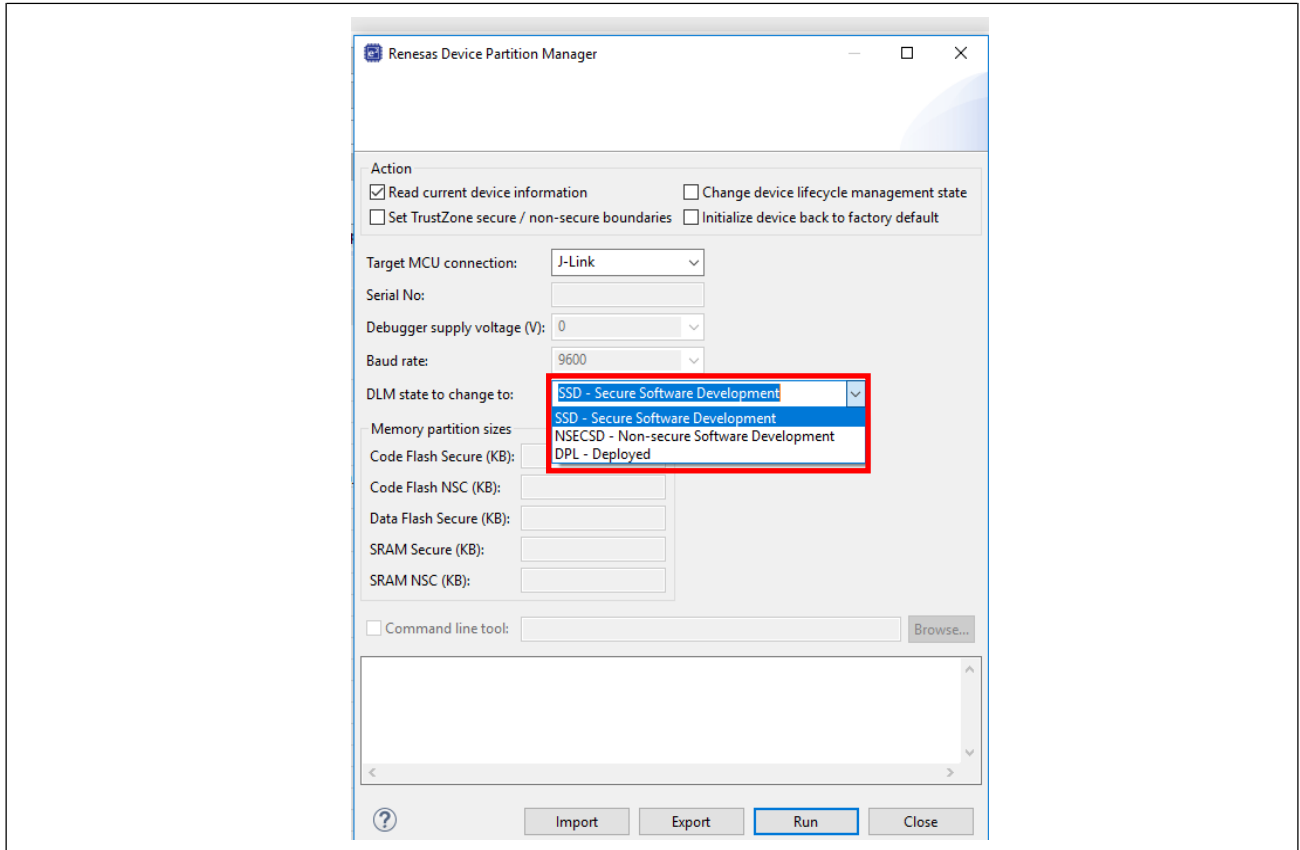 Renesas Device Partition Manager
Action
Read current device information
Change device lifecycle management state
Set TrustZone secure / non-secure boundaries
Initialize device back to factory default
Target MCU connection:
J-Link
Serial No:
Debugger supply voltage (V):
0
Baud rate:
9600
DLM state to change to:
SSD - Secure Software Development
SSD - Secure Software Development
NSECSD - Non-secure Software Development
DPL - Deployed
Memory partition sizes
Code Flash Secure (KB):
Code Flash NSC (KB):
Data Flash Secure (KB):
SRAM Secure (KB):
SRAM NSC (KB):
Command line tool:
Browse...
?
Import
Export
Run
Close